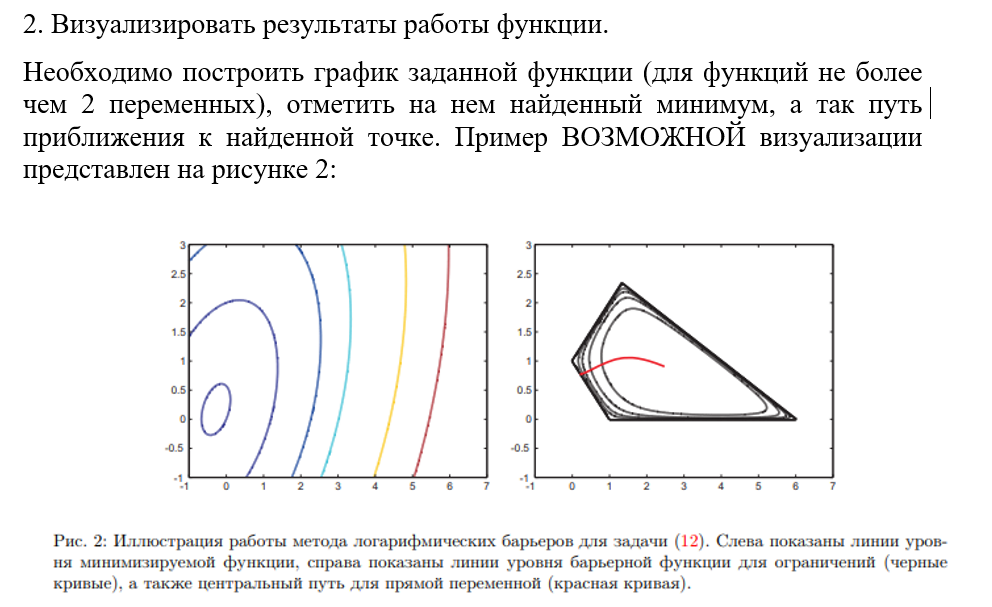 2. Визуализировать результаты работы функции.
Необходимо построить график заданной функции (для функций не более
чем 2 переменных), отметить на нем найденный минимум, а так путь
приближения к найденной точке. Пример ВОЗМОЖНОЙ визуализации
представлен на рисунке 2:
3
2.5
2
1.5
1
0.5
0
-0.5
-1
-1 0 1 2 3 4 5 6 7
3
2.5
2
1.5
1
0.5
0
-0.5
-1
-1 0 1 2 3 4 5 6 7
Рис. 2: Иллюстрация работы метода логарифмических барьеров для задачи (12). Слева показаны линии уров-
ня минимизируемой функции, справа показаны линии уровня барьерной функции для ограничений (черные
кривые), а также центральный путь для прямой переменной (красная кривая).